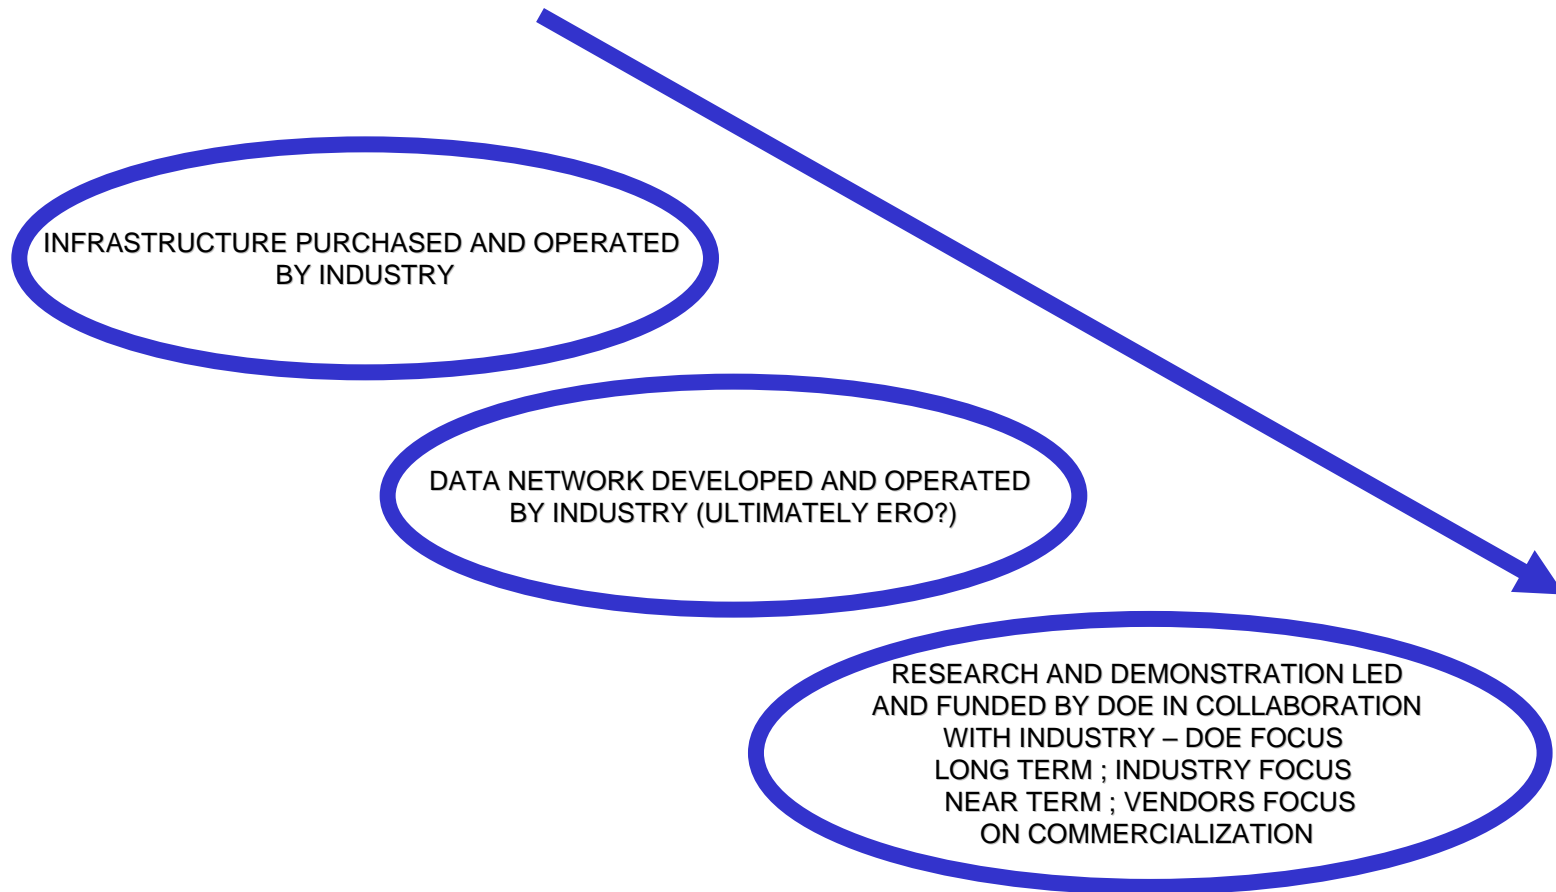 INFRASTRUCTURE PURCHASED AND OPERATED
BY INDUSTRY
DATA NETWORK DEVELOPED AND OPERATED
BY INDUSTRY (ULTIMATELY ERO?)
RESEARCH AND DEMONSTRATION LED
AND FUNDED BY DOE IN COLLABORATION
WITH INDUSTRY – DOE FOCUS
LONG TERM ; INDUSTRY FOCUS
NEAR TERM ; VENDORS FOCUS
ON COMMERCIALIZATION